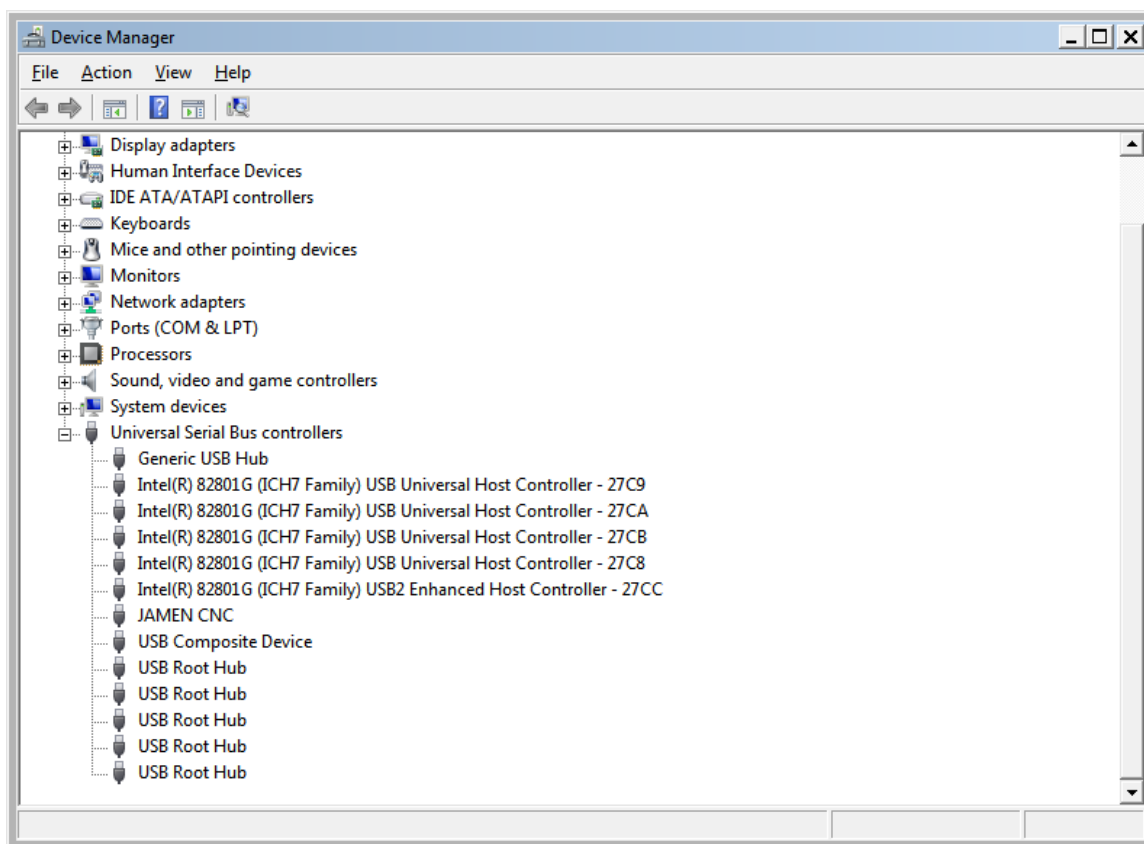 Device Manager
File Action View Help
Display adapters
Human Interface Devices
IDE ATA/ATAPI controllers
Keyboards
Mice and other pointing devices
Monitors
Network adapters
Ports (COM & LPT)
Processors
Sound, video and game controllers
System devices
Universal Serial Bus controllers
Generic USB Hub
Intel(R) 82801G (ICH7 Family) USB Universal Host Controller - 27C9
Intel(R) 82801G (ICH7 Family) USB Universal Host Controller - 27CA
Intel(R) 82801G (ICH7 Family) USB Universal Host Controller - 27CB
Intel(R) 82801G (ICH7 Family) USB Universal Host Controller - 27C8
Intel(R) 82801G (ICH7 Family) USB2 Enhanced Host Controller - 27CC
JAMEN CNC
USB Composite Device
USB Root Hub
USB Root Hub
USB Root Hub
USB Root Hub
USB Root Hub